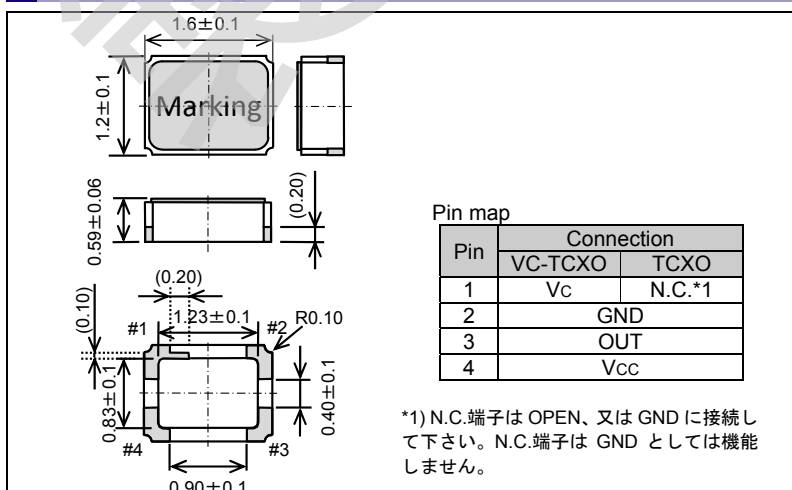 1.6±0.1
1.2±0.1
Marking
0.59±0.06
(0.20)
Pin map
Pin
Connection
VC-TCXO
TCXO
1
Vc
N.C.*1
2
GND
3
OUT
4
Vcc
(0.20)
(0.10)
#1
1.23±0.1
#2
R0.10
0.83±0.1
0.40±0.1
#4
#3
0.90±0.1
*1) N.C.端子は OPEN、又は GND に接続し
て下さい。N.C.端子は GND としては機能
しません。